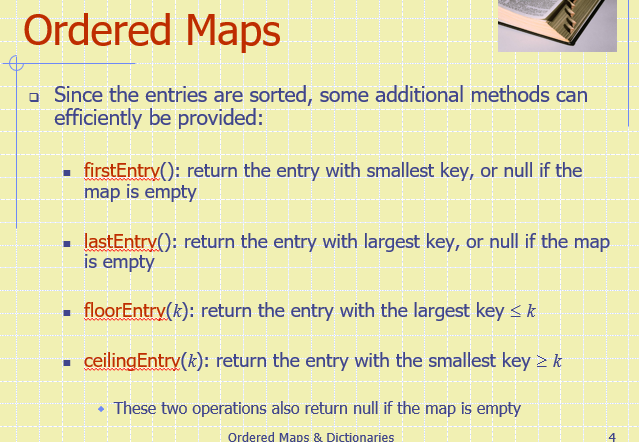 Ordered Maps
Since the entries are sorted, some additional methods can
efficiently be provided:
firstEntry(): return the entry with smallest key, or null if the
map is empty
lastEntry(): return the entry with largest key, or null if the map
is empty
floorEntry(k): return the entry with the largest key ≤ k
ceilingEntry(k): return the entry with the smallest key ≥ k
These two operations also return null if the map is empty
Ordered Maps & Dictionaries
4